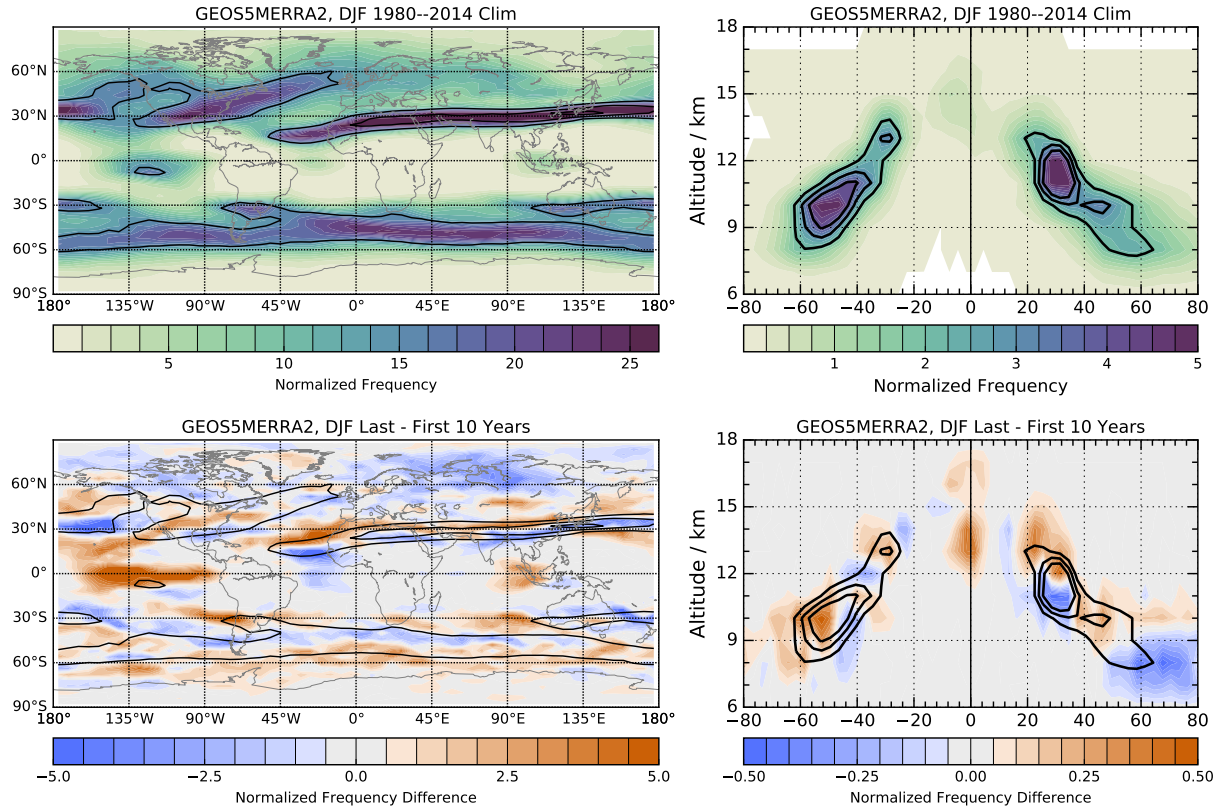 GEOS5MERRA2, DJF 1980--2014 Clim
60°N
30°N
0°
30°S
60°S
90°S
180° 135°W 90°W 45°W 0° 45°E 90°E 135°E 180°
5 10 15 20 25
Normalized Frequency
GEOS5MERRA2, DJF 1980--2014 Clim
Altitude / km
18
15
12
9
6
−80 −60 −40 −20 0 20 40 60 80
1 2 3 4 5
Normalized Frequency
GEOS5MERRA2, DJF Last - First 10 Years
60°N
30°N
0°
30°S
60°S
90°S
180° 135°W 90°W 45°W 0° 45°E 90°E 135°E 180°
−5.0 −2.5 0.0 2.5 5.0
Normalized Frequency Difference
GEOS5MERRA2, DJF Last - First 10 Years
Altitude / km
18
15
12
9
6
−80 −60 −40 −20 0 20 40 60 80
−0.50 −0.25 0.00 0.25 0.50
Normalized Frequency Difference